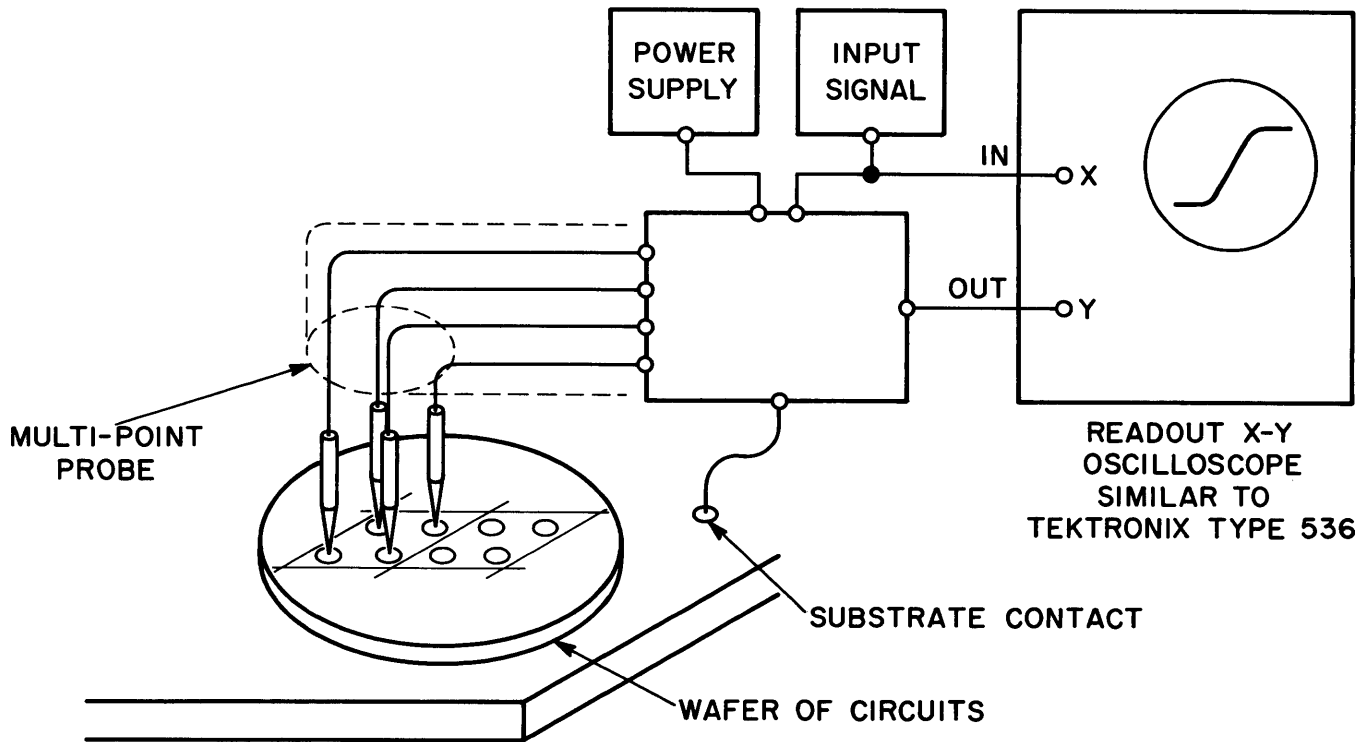 POWER
SUPPLY
INPUT
SIGNAL
IN
X
OUT
Y
MULTI-POINT
PROBE
READOUT X-Y
OSCILLOSCOPE
SIMILAR TO
TEKTRONIX TYPE 536
SUBSTRATE CONTACT
WAFER OF CIRCUITS